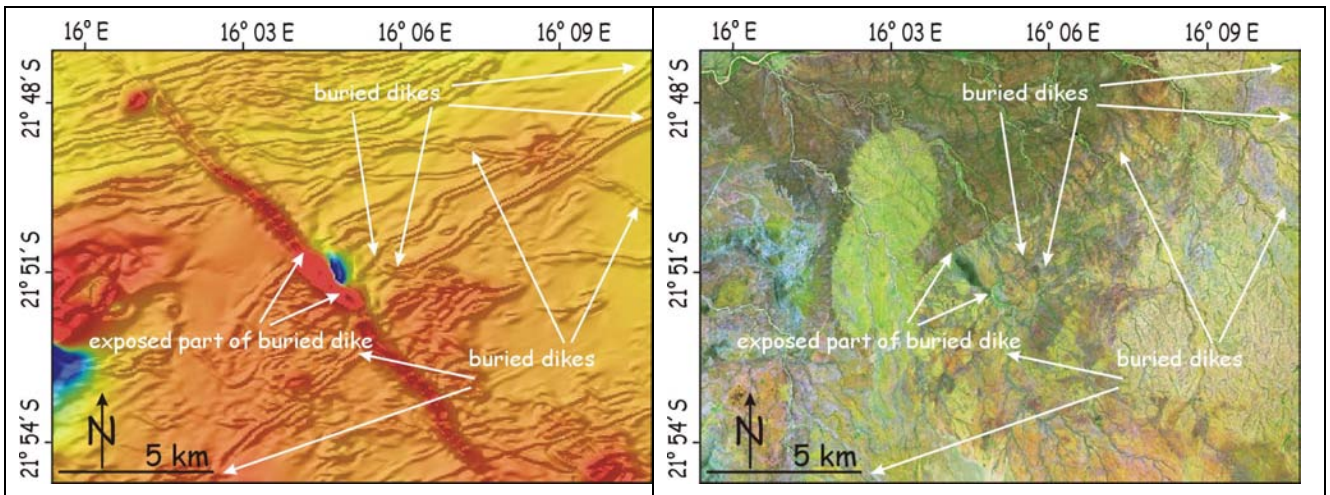 16° E 16° 03 E 16° 06 E 16° 09 E
21° 48´ S
21° 51´ S
21° 54´ S
buried dikes
exposed part of buried dike
buried dikes
N
5 km
16° E 16° 03 E 16° 06 E 16° 09 E
21° 48´ S
21° 51´ S
21° 54´ S
buried dikes
exposed part of buried dike
buried dikes
N
5 km